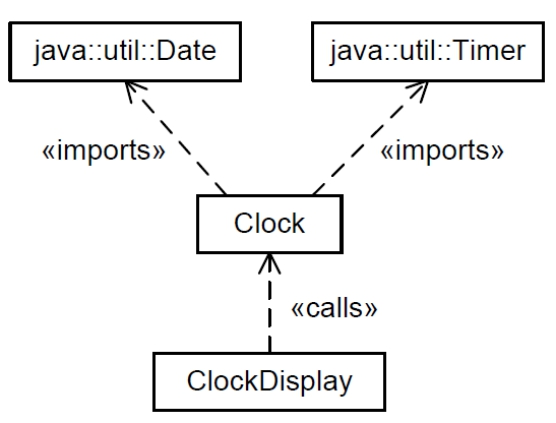 java::util::Date
java::util::Timer
«imports»
«imports»
Clock
«calls»
ClockDisplay